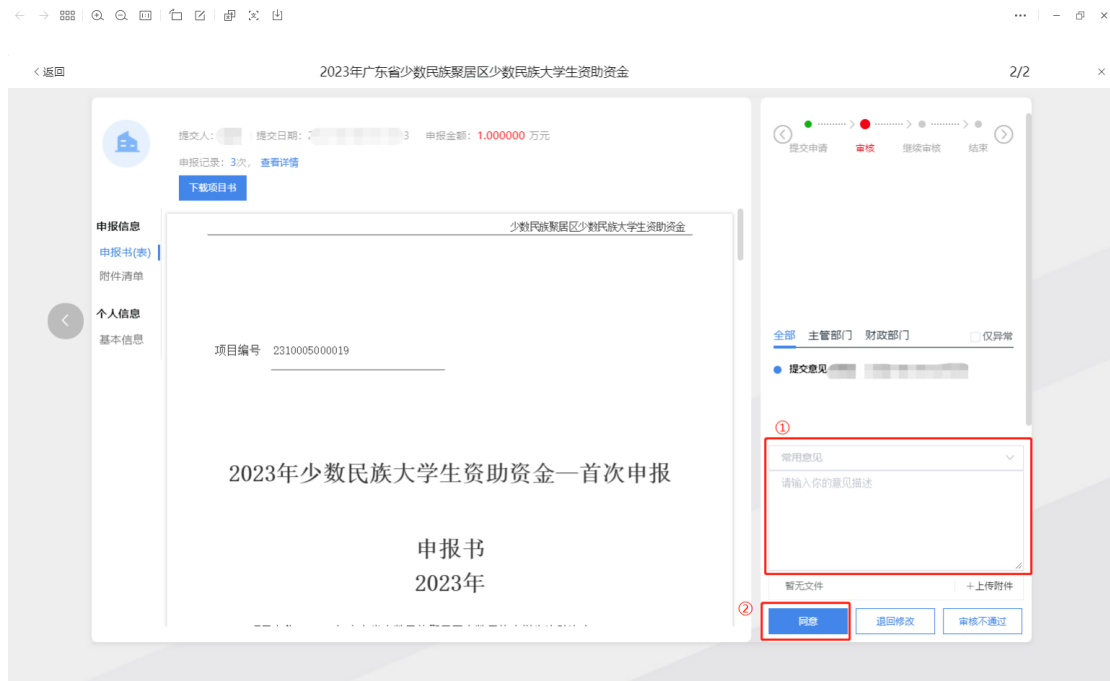 返回
2023年广东省少数民族聚居区少数民族大学生资助资金
2/2
提交人：
提交日期：
申报金额：1.000000 万元
申报记录：3次，查看详情
下载项目书
申报信息
申报书(表)
附件清单
个人信息
基本信息
少数民族聚居区少数民族大学生资助资金
项目编号 2310005000019
2023年少数民族大学生资助资金—首次申报
申报书
2023年
提交申请
审核
继续审核
结束
全部 主管部门 财政部门 仅异常
提交意见
①
常用意见
请输入你的意见描述
暂无文件 +上传附件
②
同意 退回修改 审核不通过